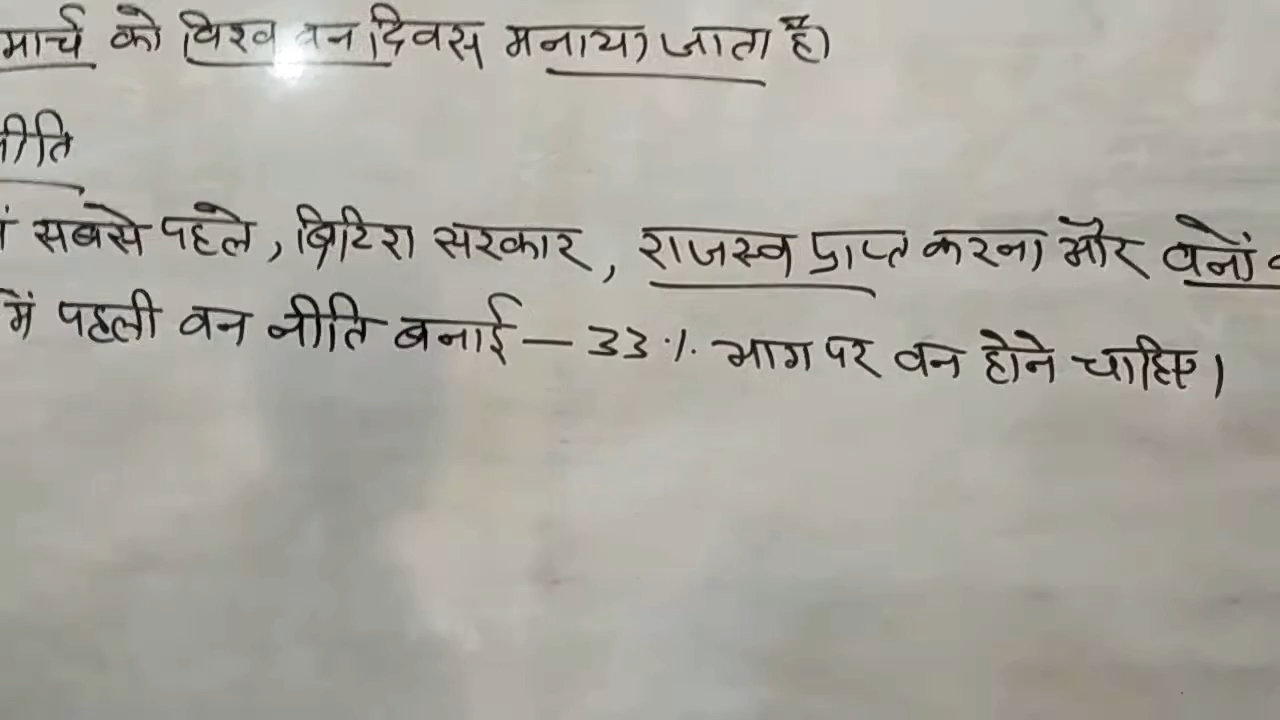 मार्च को विश्व वन दिवस मनाया जाता है।
नीति
सबसे पहले, ब्रिटिश सरकार, राजस्व प्राप्त करना और वनों
में पहली वन नीति बनाई – 33% भाग पर वन होने चाहिए।